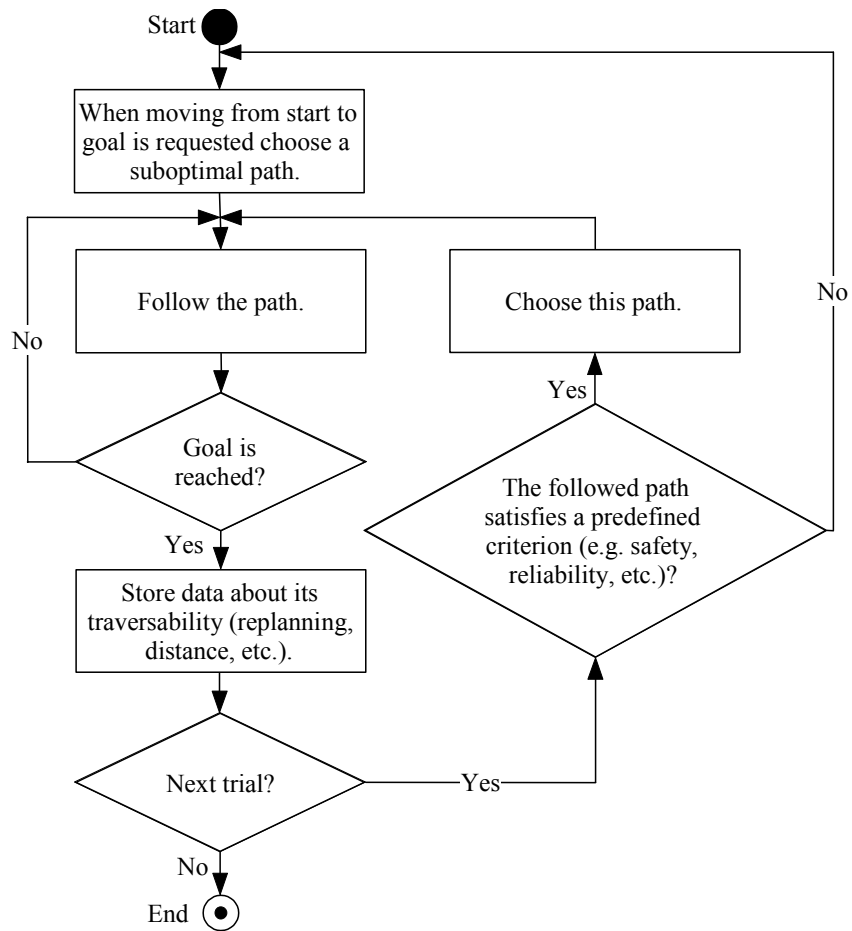 Start
When moving from start to
goal is requested choose a
suboptimal path.
Follow the path.
Choose this path.
No
No
Yes
Goal is
reached?
The followed path
satisfies a predefined
criterion (e.g. safety,
reliability, etc.)?
Yes
Store data about its
traversability (replanning,
distance, etc.).
Next trial?
Yes
No
End